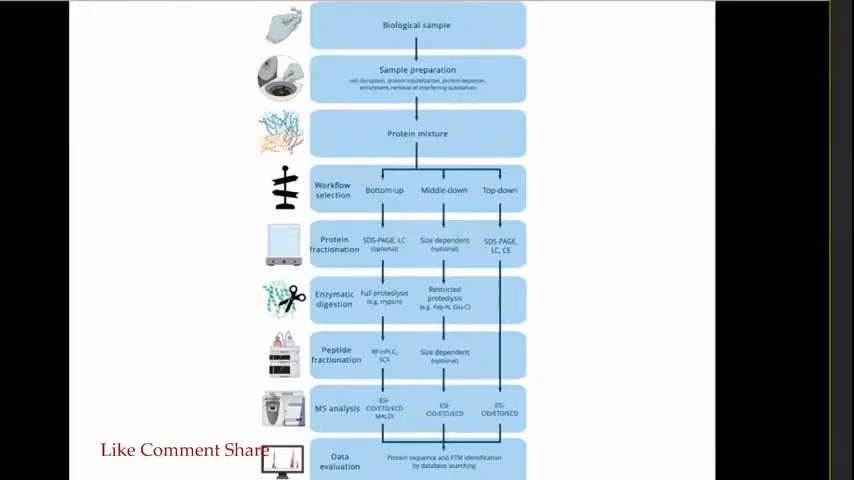 Biological sample
Sample preparation
cell disruption, protein solubilization, protein depletion,
enrichment, removal of interfering substances
Protein mixture
Workflow
selection
Bottom-up
Middle-down
Top-down
Protein
fractionation
SDS-PAGE, LC
(optional)
Size dependent
(optional)
SDS-PAGE,
LC, CE
Enzymatic
digestion
Full proteolysis
(e.g. trypsin)
Restricted
proteolysis
(e.g. Asp-N, Glu-C)
Peptide
fractionation
RP-HPLC,
SCX
Size dependent
(optional)
MS analysis
ESI-
CID/ETD/ECD
MALDI
ESI-
CID/ETD/ECD
ESI-
CID/ETD/ECD
Like Comment Share
Data
evaluation
Protein sequence and PTM identification
by database searching